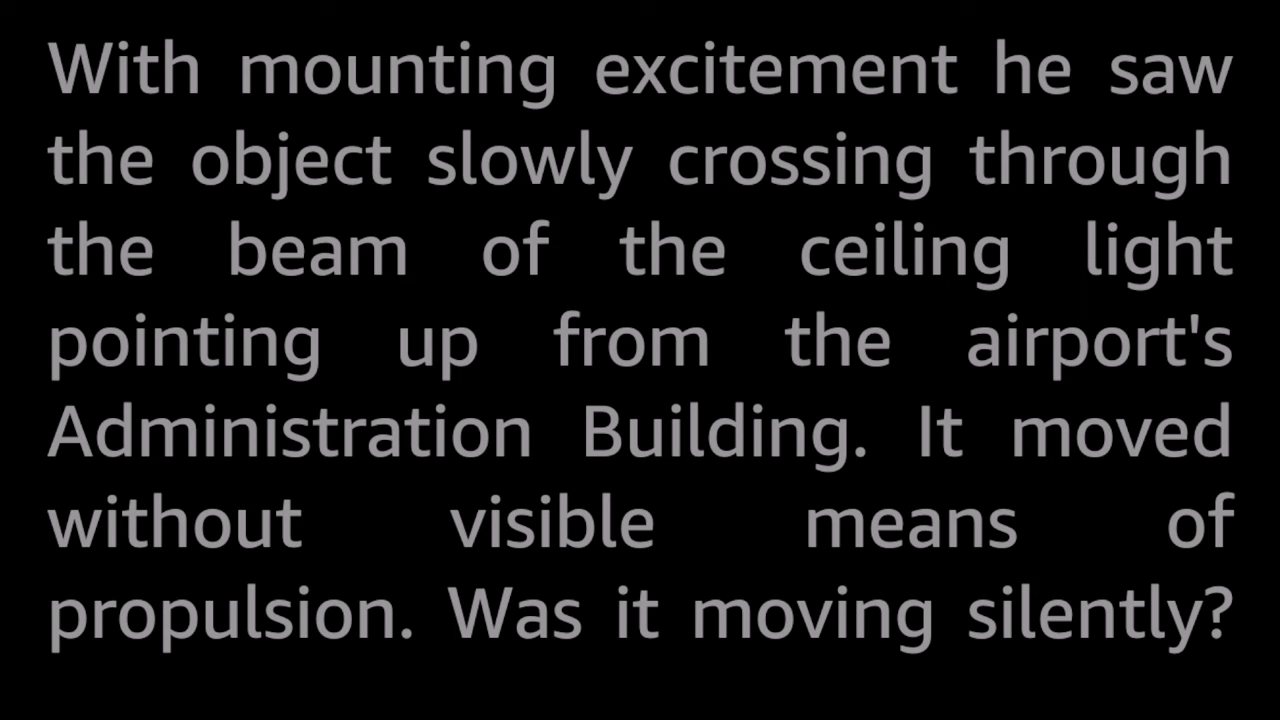 With mounting excitement he saw
the object slowly crossing through
the beam of the ceiling light
pointing up from the airport's
Administration Building. It moved
without visible means of
propulsion. Was it moving silently?